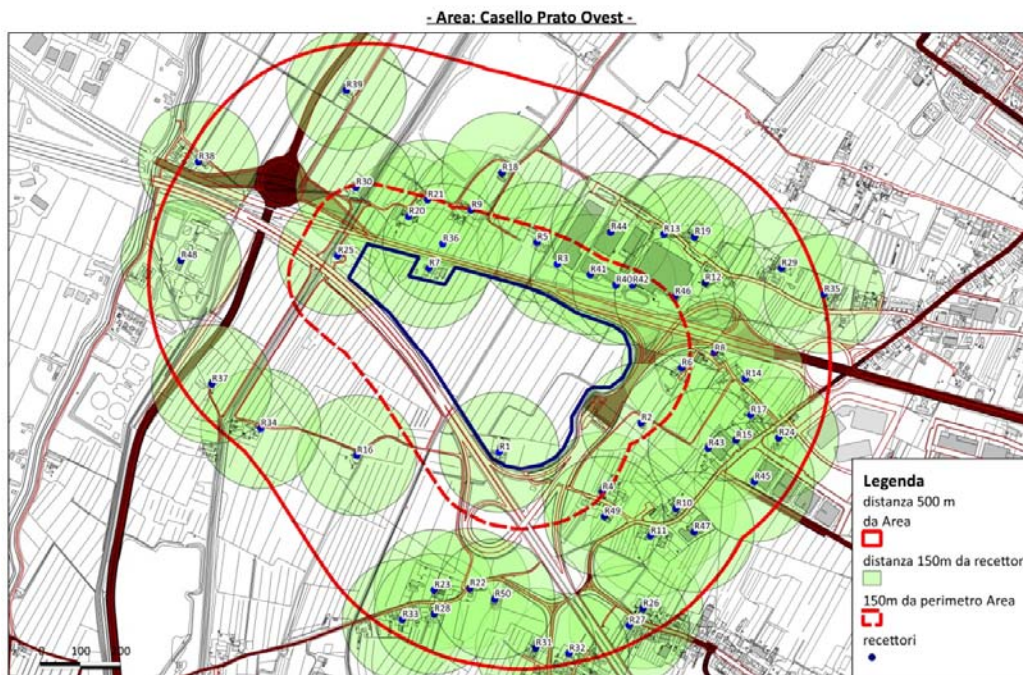 - Area: Casello Prato Ovest -
R39
R38
R18
R30
R21
R20
R9
R44
R13
R19
R5
R36
R25
R48
R7
R3
R41
R29
R40
R42
R12
R46
R35
R8
R6
R14
R37
R17
R2
R34
R15
R24
R43
R1
R16
R45
R4
R10
R49
R47
R11
R23
R22
R50
R26
R28
R33
R27
R31
R32
0 100 200
Legenda
distanza 500 m
da Area
distanza 150m da recettori
150m da perimetro Area
recettori